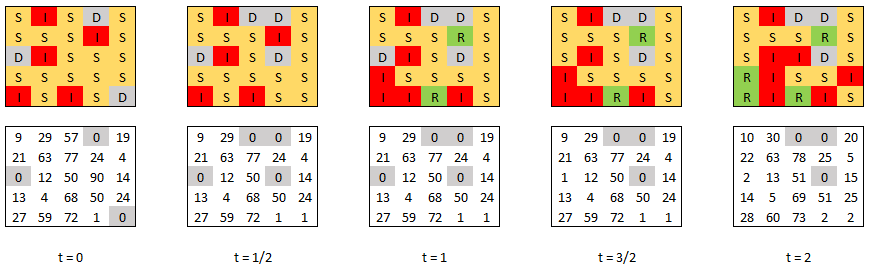 S I S D S S I D D S S I D D S S I D D S S I D D S
S S S I S S S S I S S S S R S S S S R S S S S R S
D I S S S D I S D S D I S D S S I S D S S I I D S
S S S S S S S S S S I S S S S I S S S S R I S S I
I S I S D I S I S S I I R I S I I R I S R I R I S
9 29 57 0 19 9 29 0 0 19 9 29 0 0 19 9 29 0 0 19 10 30 0 0 20
21 63 77 24 4 21 63 77 24 4 21 63 77 24 4 21 63 77 24 4 22 63 78 25 5
0 12 50 90 14 0 12 50 0 14 0 12 50 0 14 1 12 50 0 14 2 13 51 0 15
13 4 68 50 24 13 4 68 50 24 13 4 68 50 24 13 4 68 50 24 14 5 69 51 25
27 59 72 1 0 27 59 72 1 1 27 59 72 1 1 27 59 72 1 1 28 60 73 2 2
t = 0 t = 1/2 t = 1 t = 3/2 t = 2